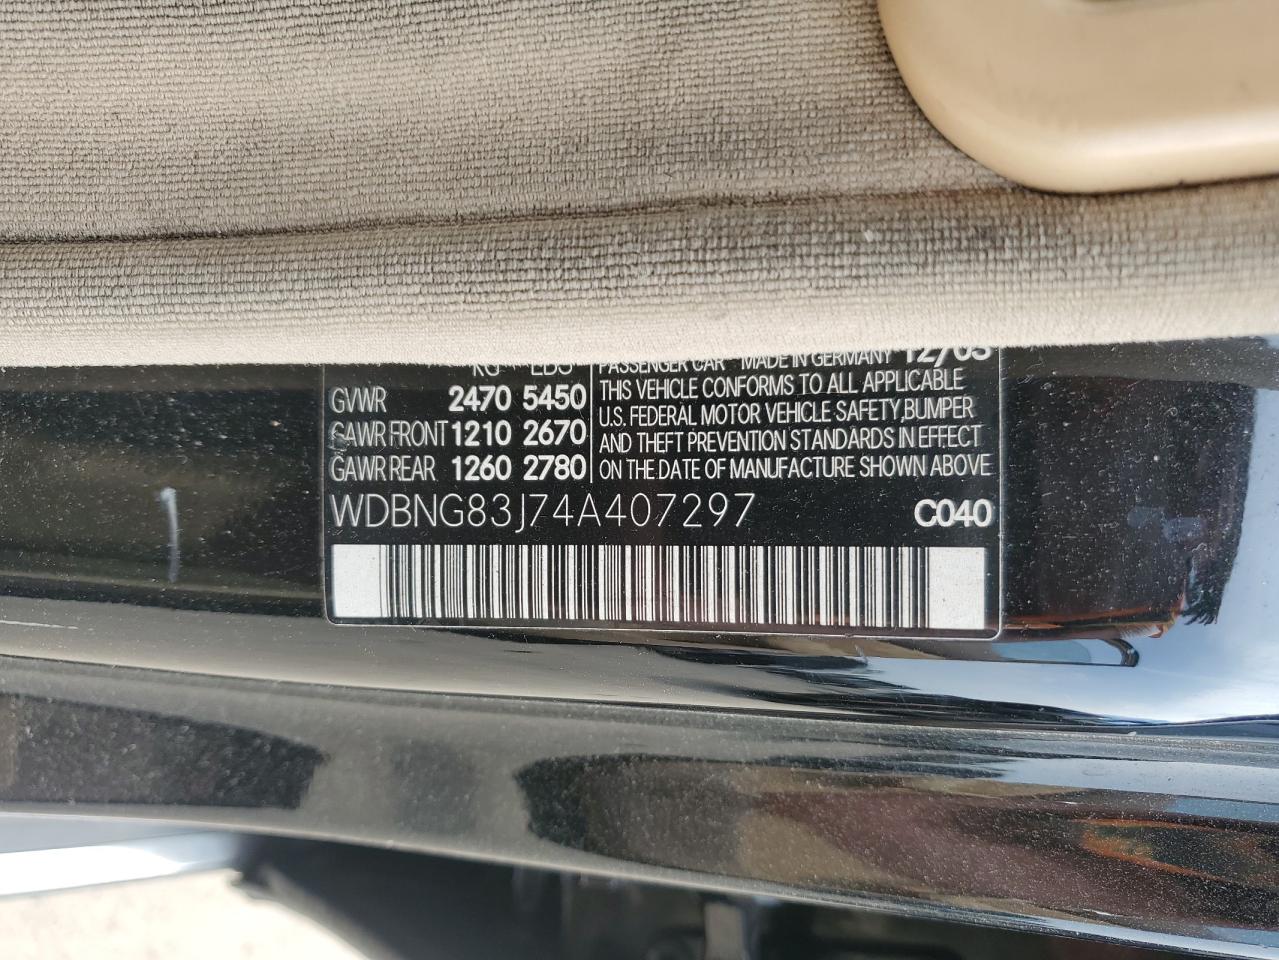 KG LBS PASSENGER CAR MADE IN GERMANY 12/03
GVWR 2470 5450 THIS VEHICLE CONFORMS TO ALL APPLICABLE
U.S. FEDERAL MOTOR VEHICLE SAFETY,BUMPER
GAWR FRONT 1210 2670 AND THEFT PREVENTION STANDARDS IN EFFECT
GAWR REAR 1260 2780 ON THE DATE OF MANUFACTURE SHOWN ABOVE
WDBNG83J74A407297 C040